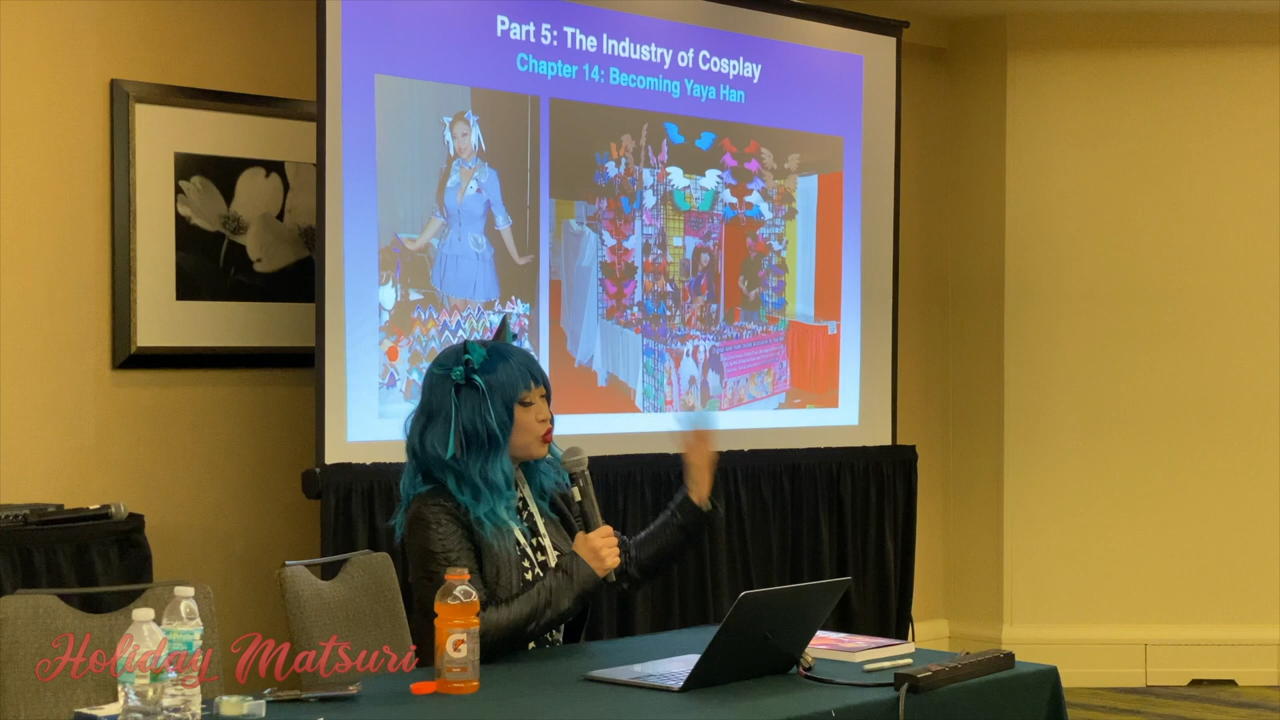 Part 5: The Industry of Cosplay
Chapter 14: Becoming Yaya Han
G
Holiday Matsuri